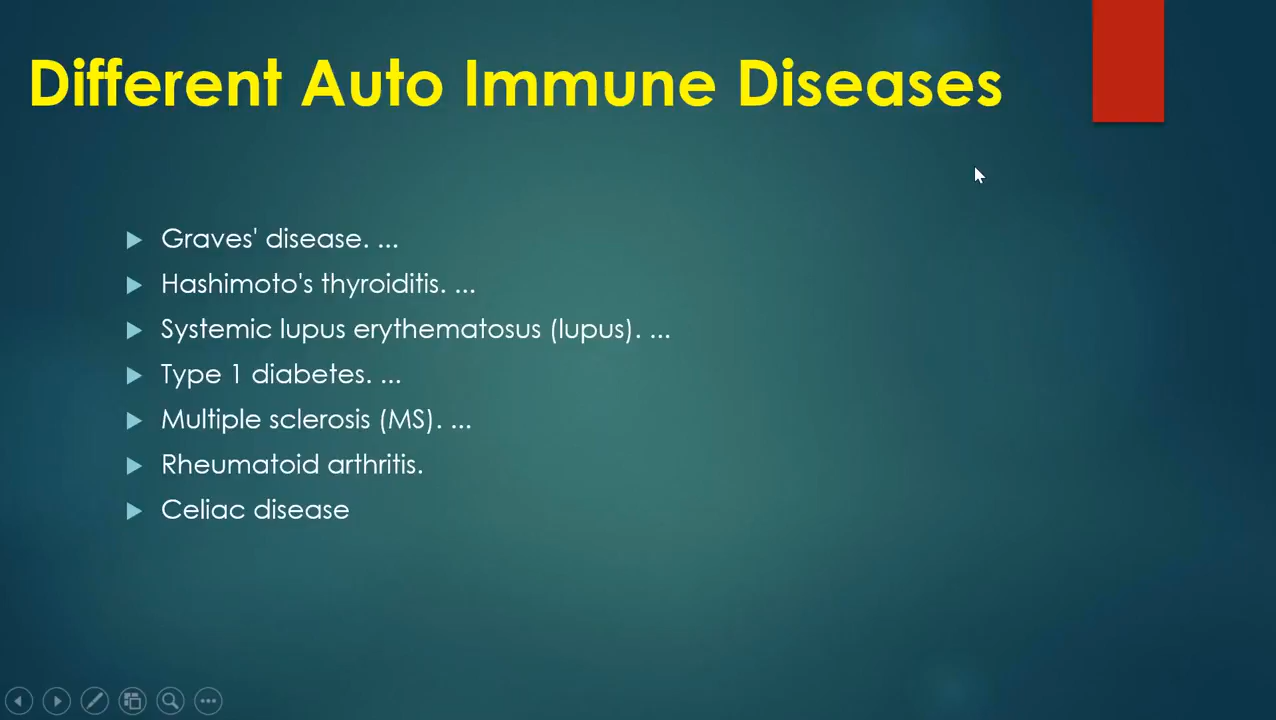 Different Auto Immune Diseases
Graves' disease. ...
Hashimoto's thyroiditis. ...
Systemic lupus erythematosus (lupus). ...
Type 1 diabetes. ...
Multiple sclerosis (MS). ...
Rheumatoid arthritis.
Celiac disease